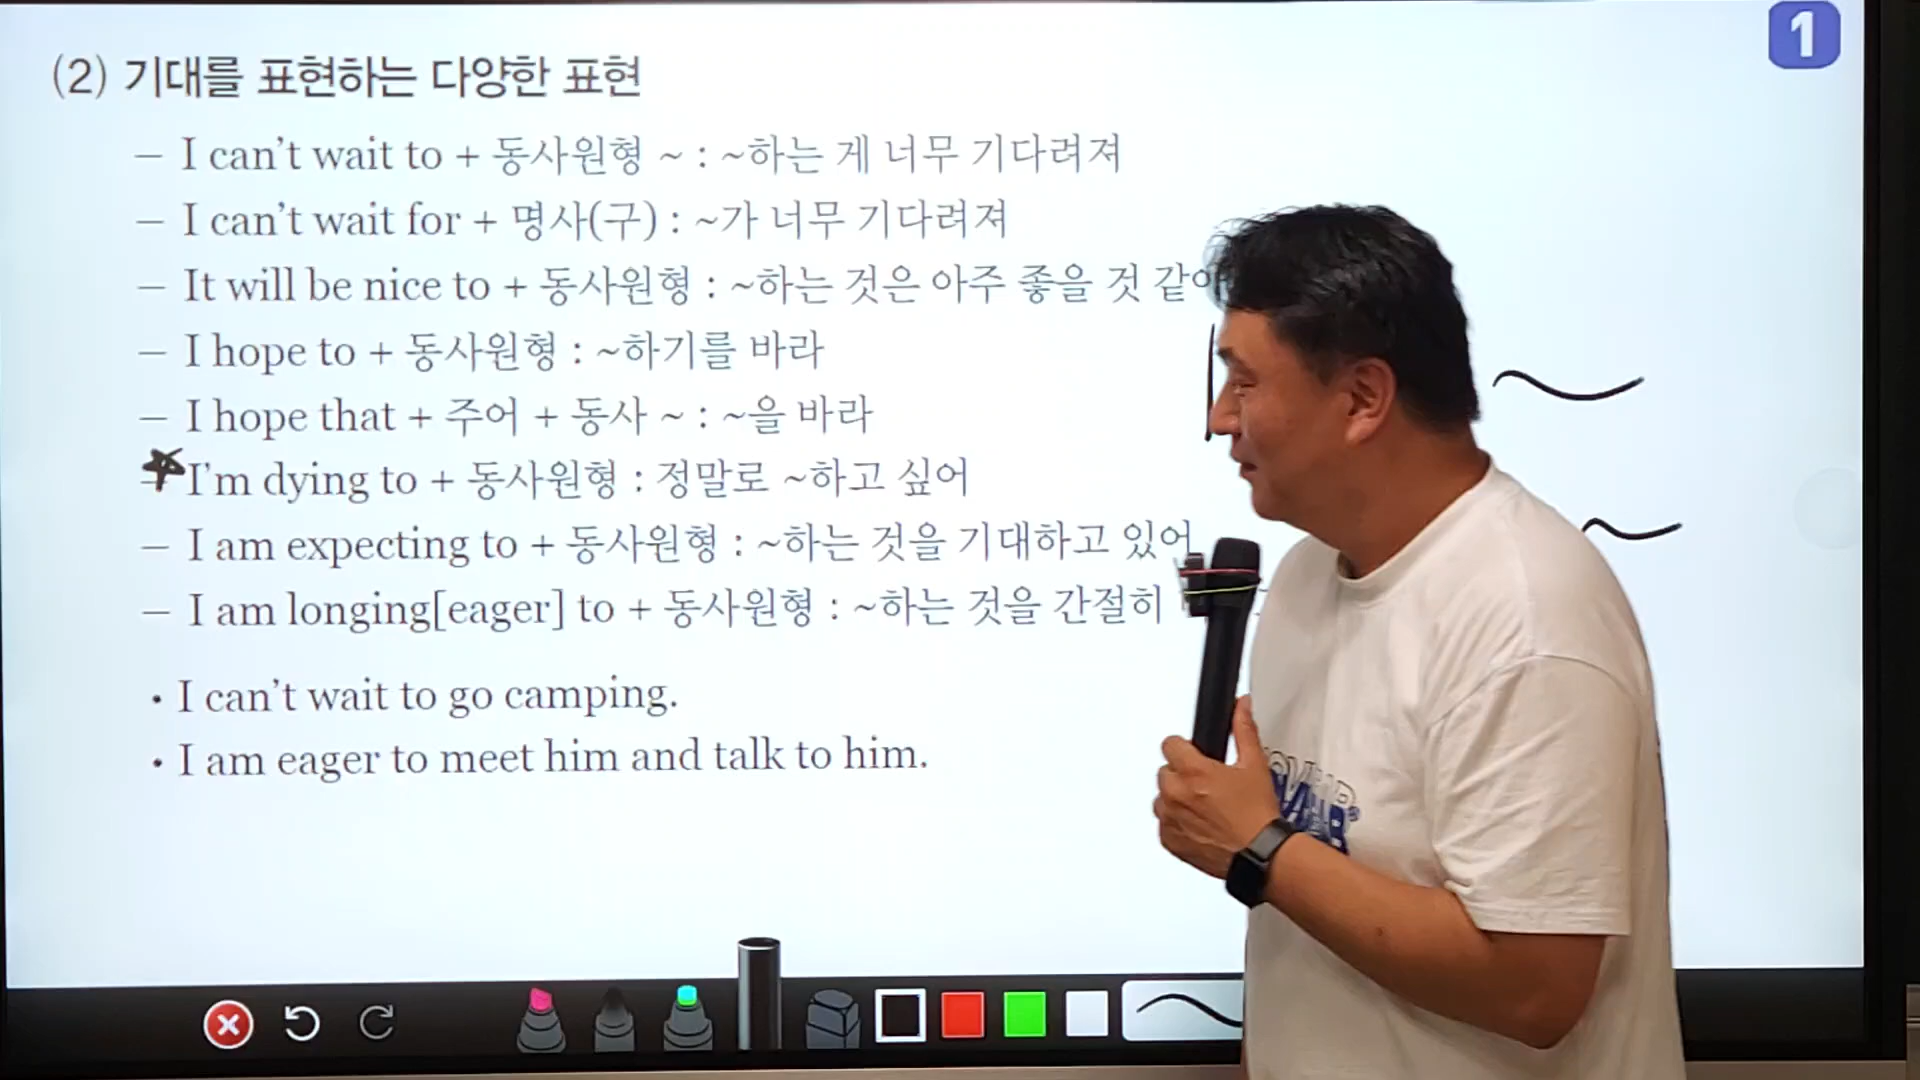 1
(2) 기대를 표현하는 다양한 표현
– I can't wait to + 동사원형 ~ : ~하는 게 너무 기다려져
– I can't wait for + 명사(구) : ~가 너무 기다려져
– It will be nice to + 동사원형 : ~하는 것은 아주 좋을 것
– I hope to + 동사원형 : ~하기를 바라
– I hope that + 주어 + 동사 ~ : ~을 바라
– I'm dying to + 동사원형 : 정말로 ~하고 싶어
– I am expecting to + 동사원형 : ~하는 것을 기대하고 있어
– I am longing[eager] to + 동사원형 : ~하는 것을 간절히
• I can't wait to go camping.
• I am eager to meet him and talk to him.